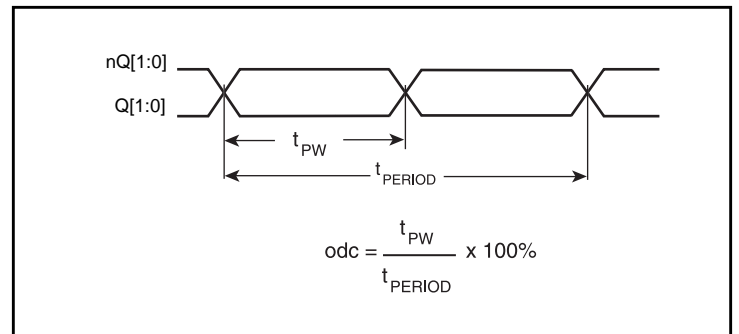 nQ[1:0]
Q[1:0]
tPW
tPERIOD
odc = tPW / tPERIOD x 100%